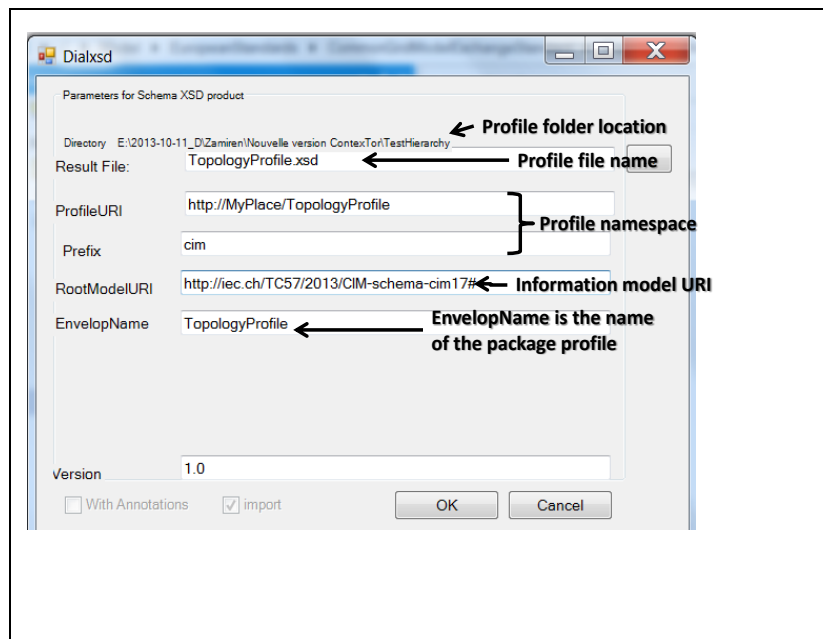 Dialxsd
Parameters for Schema XSD product
Profile folder location
Directory E:\2013-10-11_D\Zamiren\Nouvelle version ContexTor\TestHierarchy
Result File: TopologyProfile.xsd Profile file name
ProfileURI http://MyPlace/TopologyProfile
Profile namespace
Prefix cim
RootModelURI http://iec.ch/TC57/2013/CIM-schema-cim17# Information model URI
EnvelopName TopologyProfile EnvelopName is the name
of the package profile
Version 1.0
With Annotations import OK Cancel